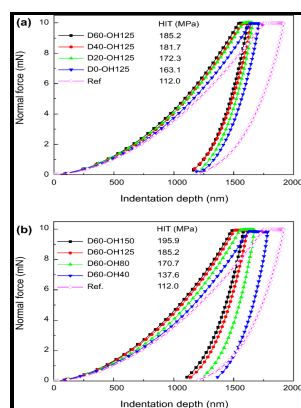 (a)
HIT (MPa)
D60-OH125 185.2
D40-OH125 181.7
D20-OH125 172.3
D0-OH125 163.1
Ref 112.0
Normal force (mN)
10
8
6
4
2
0
0 500 1000 1500 2000
Indentation depth (nm)
(b)
HIT (MPa)
D60-OH150 195.9
D60-OH125 185.2
D60-OH80 170.7
D60-OH40 137.6
Ref. 112.0
Normal force (mN)
10
8
6
4
2
0
0 500 1000 1500 2000
Indentation depth (nm)